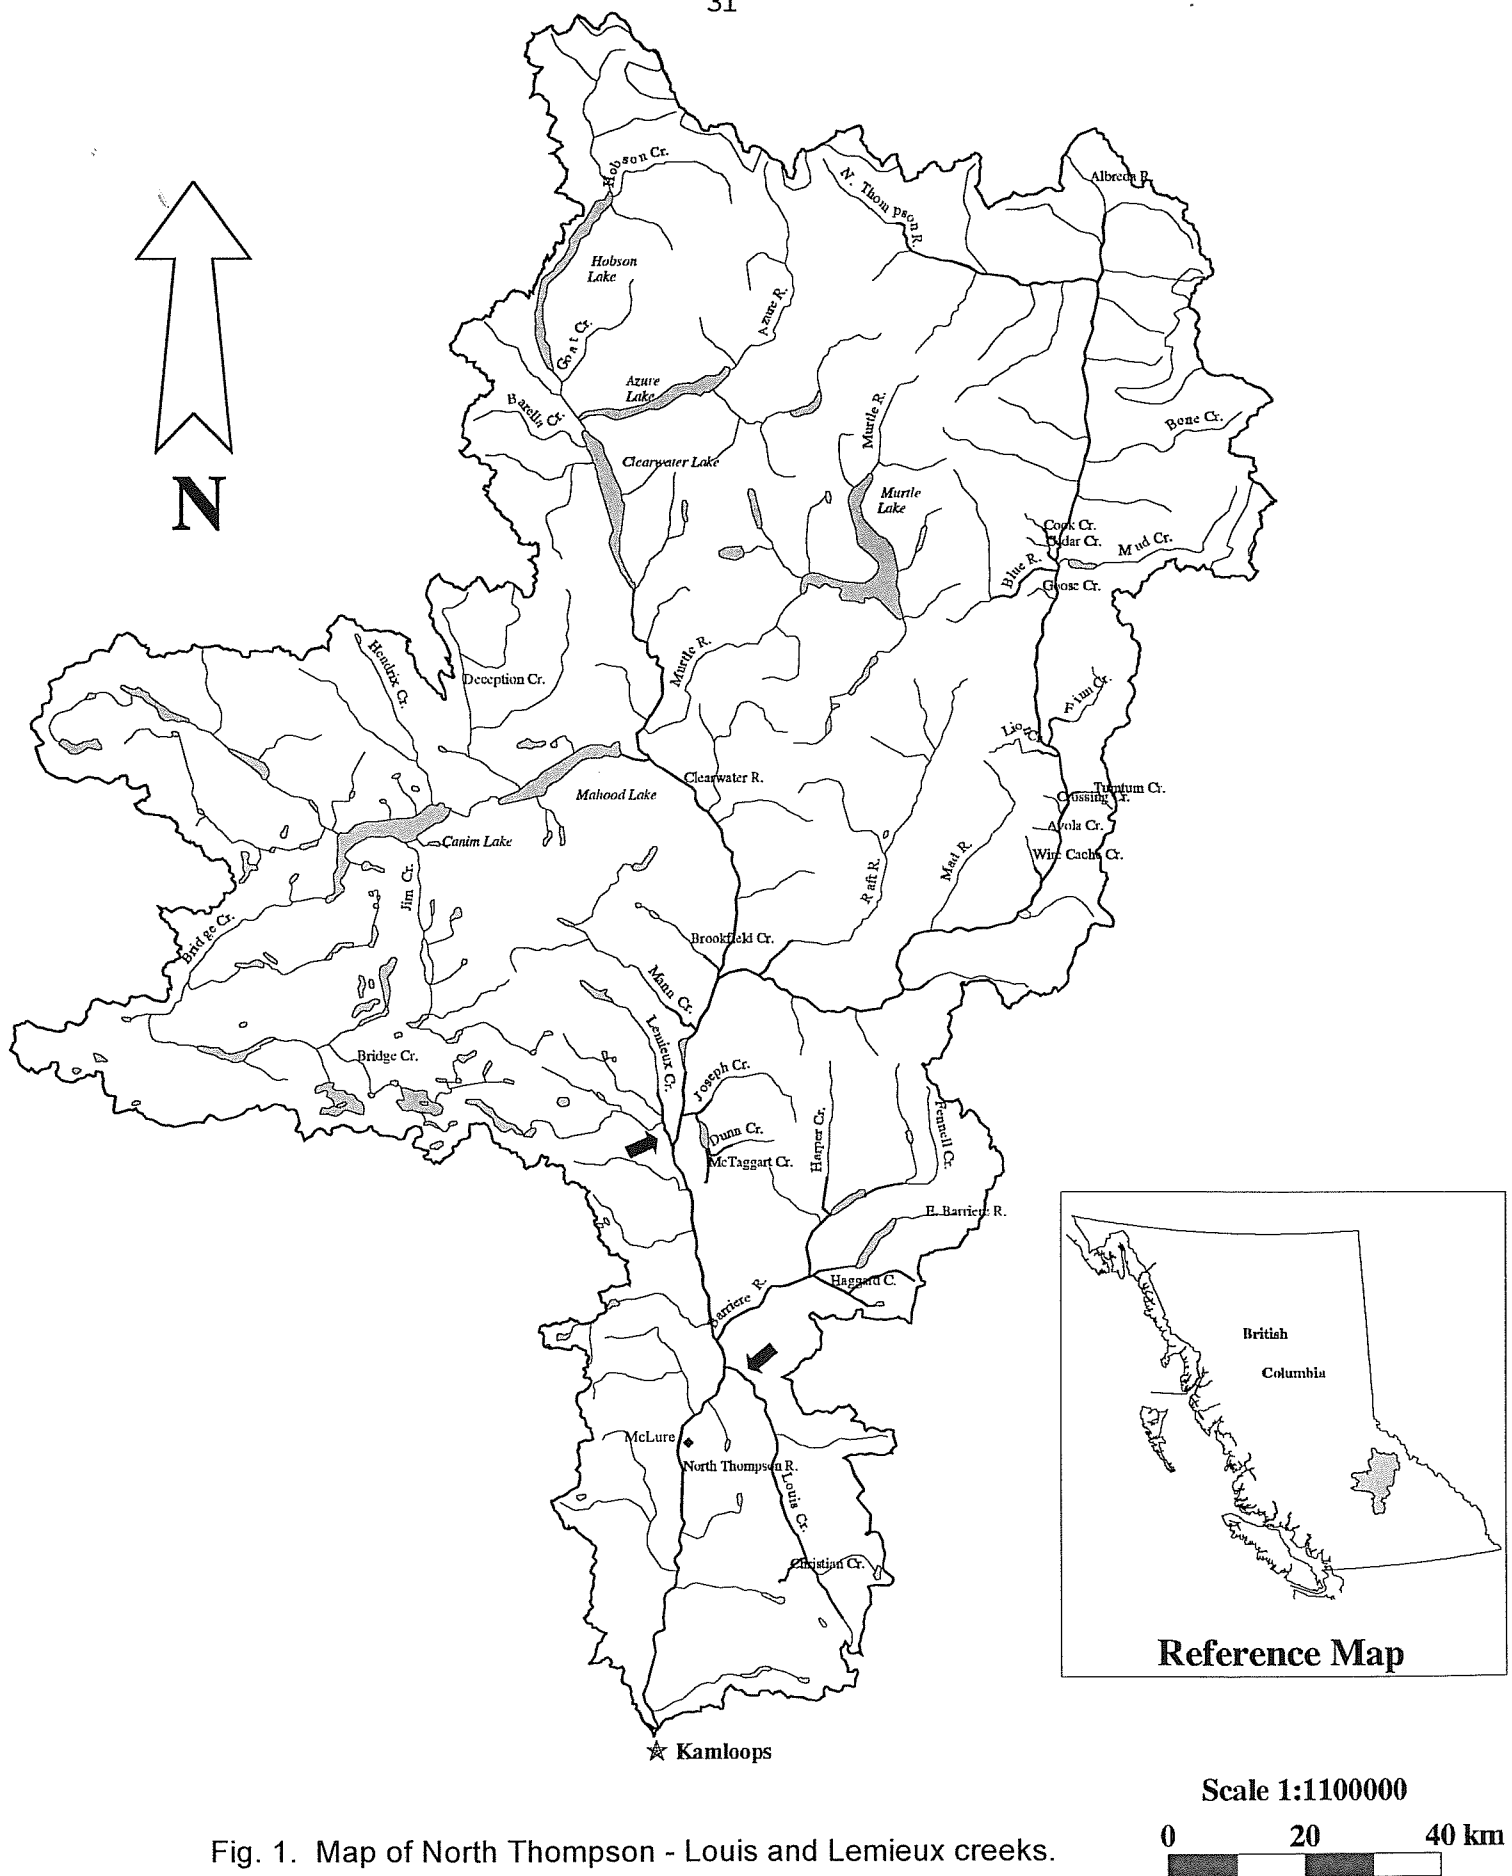 31
Hobson Cr.
N. Thompson R.
Albreda R.
Hobson
Lake
Azure R.
Goat Cr.
Azure
Lake
Barella Cr.
Murtle R.
Bone Cr.
Clearwater Lake
Murtle
Lake
N
Cook Cr.
Cedar Cr.
Mud Cr.
Blue R.
Goose Cr.
Hendrix Cr.
Deception Cr.
Murtle R.
Finn Cr.
Lion Cr.
Clearwater R.
Mahood Lake
Tumtum Cr.
Crossing Cr.
Avola Cr.
Canim Lake
Wire Cache Cr.
Jim Cr.
Raft R.
Mad R.
Bridge Cr.
Brookfield Cr.
Mann Cr.
Lemieux Cr.
Bridge Cr.
Joseph Cr.
Dunn Cr.
McTaggart Cr.
Harper Cr.
Fennell Cr.
E. Barriere R.
Haggard C.
Barriere R.
British
Columbia
McLure
North Thompson R.
Louis Cr.
Christian Cr.
Reference Map
Kamloops
Scale 1:1100000
0 20 40 km
Fig. 1. Map of North Thompson - Louis and Lemieux creeks.